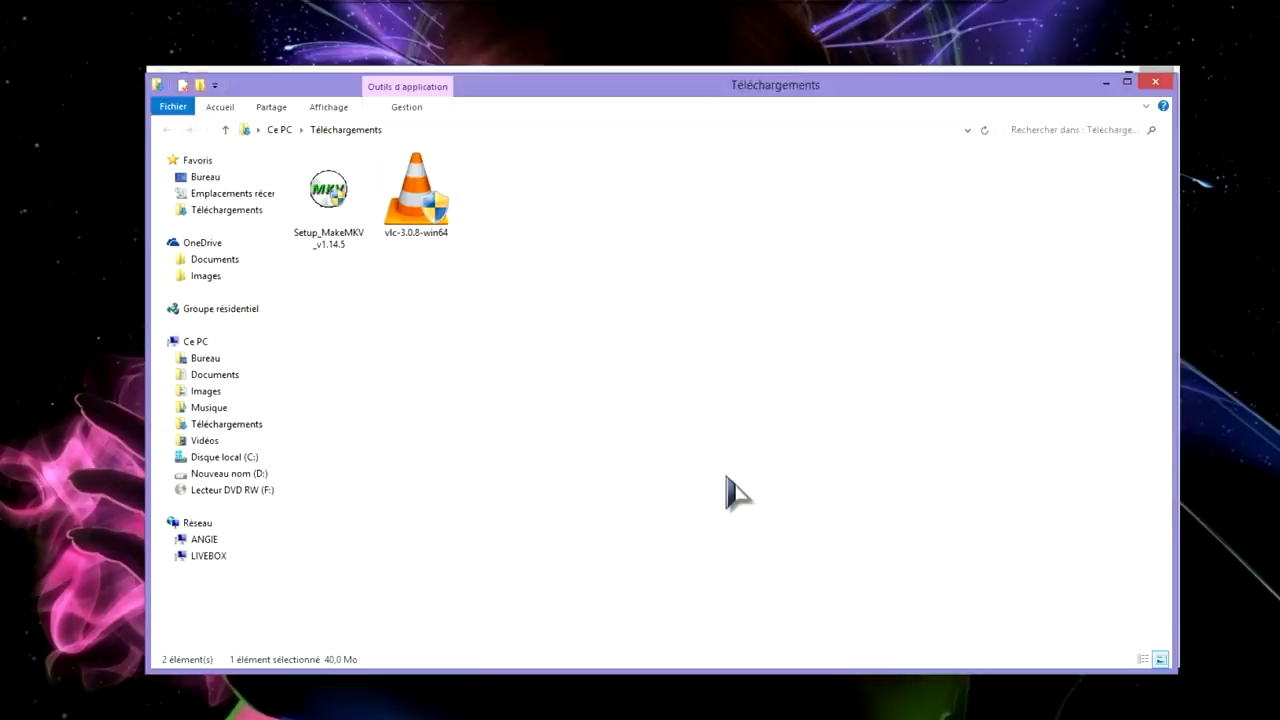 Outils d'application
Téléchargements
Fichier
Accueil
Partage
Affichage
Gestion
Ce PC
Téléchargements
Rechercher dans : Télécharge...
Favoris
Bureau
Emplacements récer
Téléchargements
OneDrive
Documents
Images
Groupe résidentiel
Ce PC
Bureau
Documents
Images
Musique
Téléchargements
Vidéos
Disque local (C:)
Nouveau nom (D:)
Lecteur DVD RW (F:)
Réseau
ANGIE
LIVEBOX
MKV
Setup_MakeMKV
_v1.14.5
vlc-3.0.8-win64
2 élément(s)
1 élément sélectionné 40,0 Mo